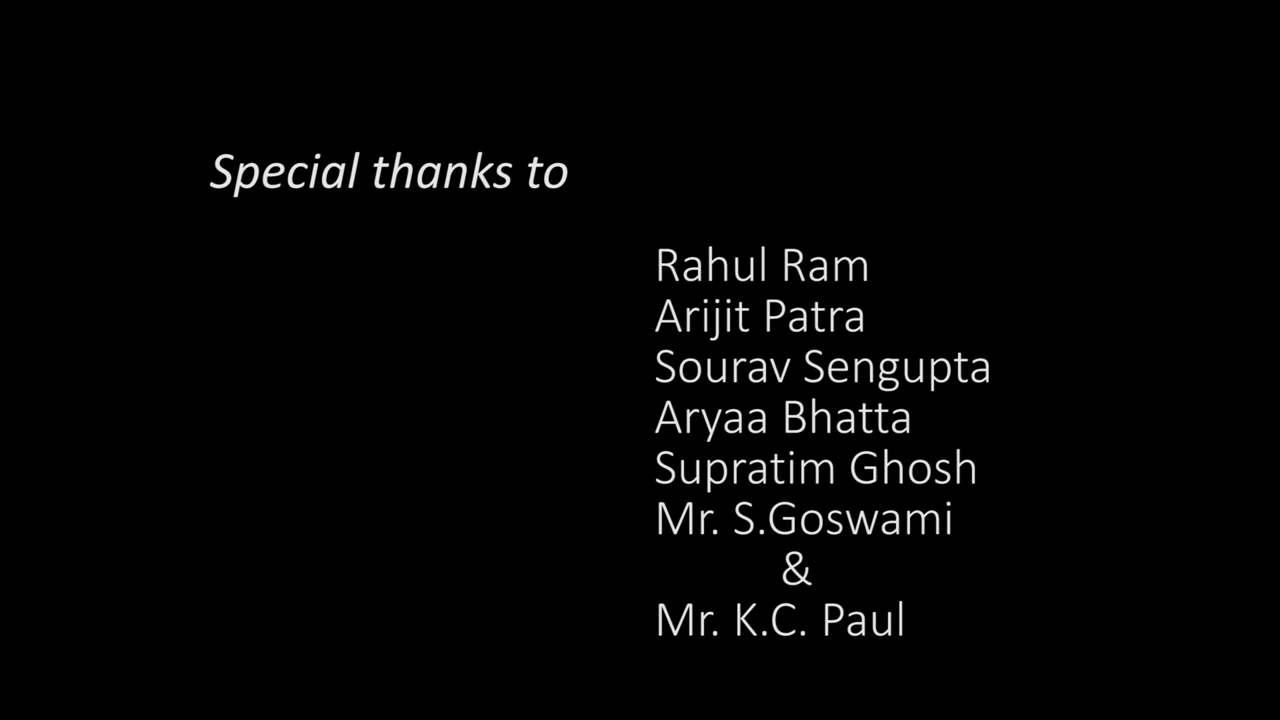 Special thanks to
Rahul Ram
Arijit Patra
Sourav Sengupta
Aryaa Bhatta
Supratim Ghosh
Mr. S.Goswami
&
Mr. K.C. Paul